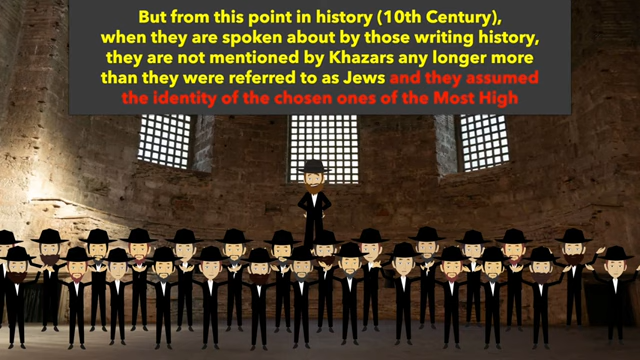 But from this point in history (10th Century),
when they are spoken about by those writing history,
they are not mentioned by Khazars any longer more
than they were referred to as Jews and they assumed
the identity of the chosen ones of the Most High